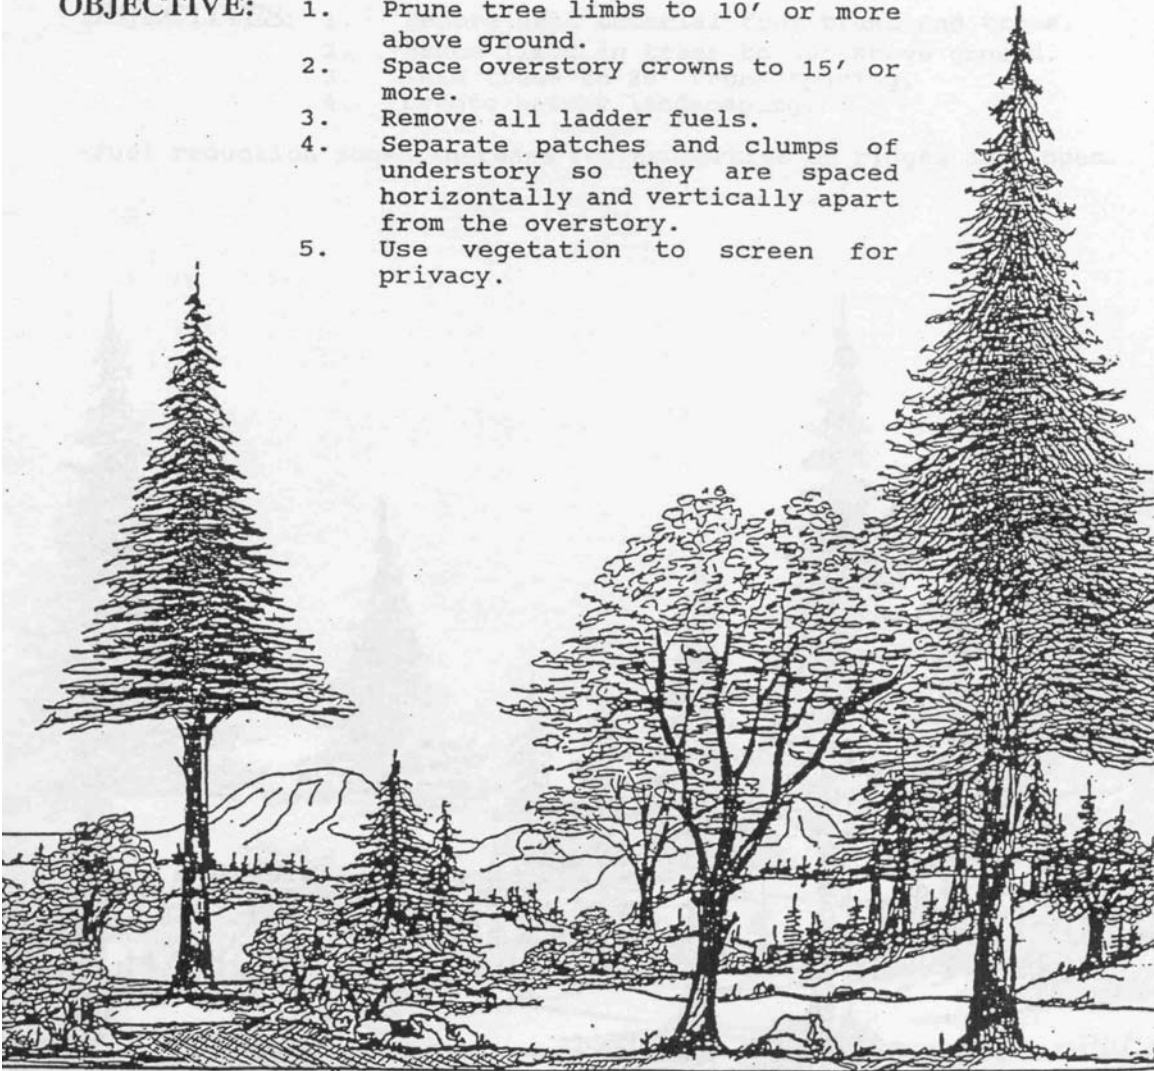 OBJECTIVE: 1. Prune tree limbs to 10' or more
above ground.
2. Space overstory crowns to 15' or
more.
3. Remove all ladder fuels.
4. Separate patches and clumps of
understory so they are spaced
horizontally and vertically apart
from the overstory.
5. Use vegetation to screen for
privacy.